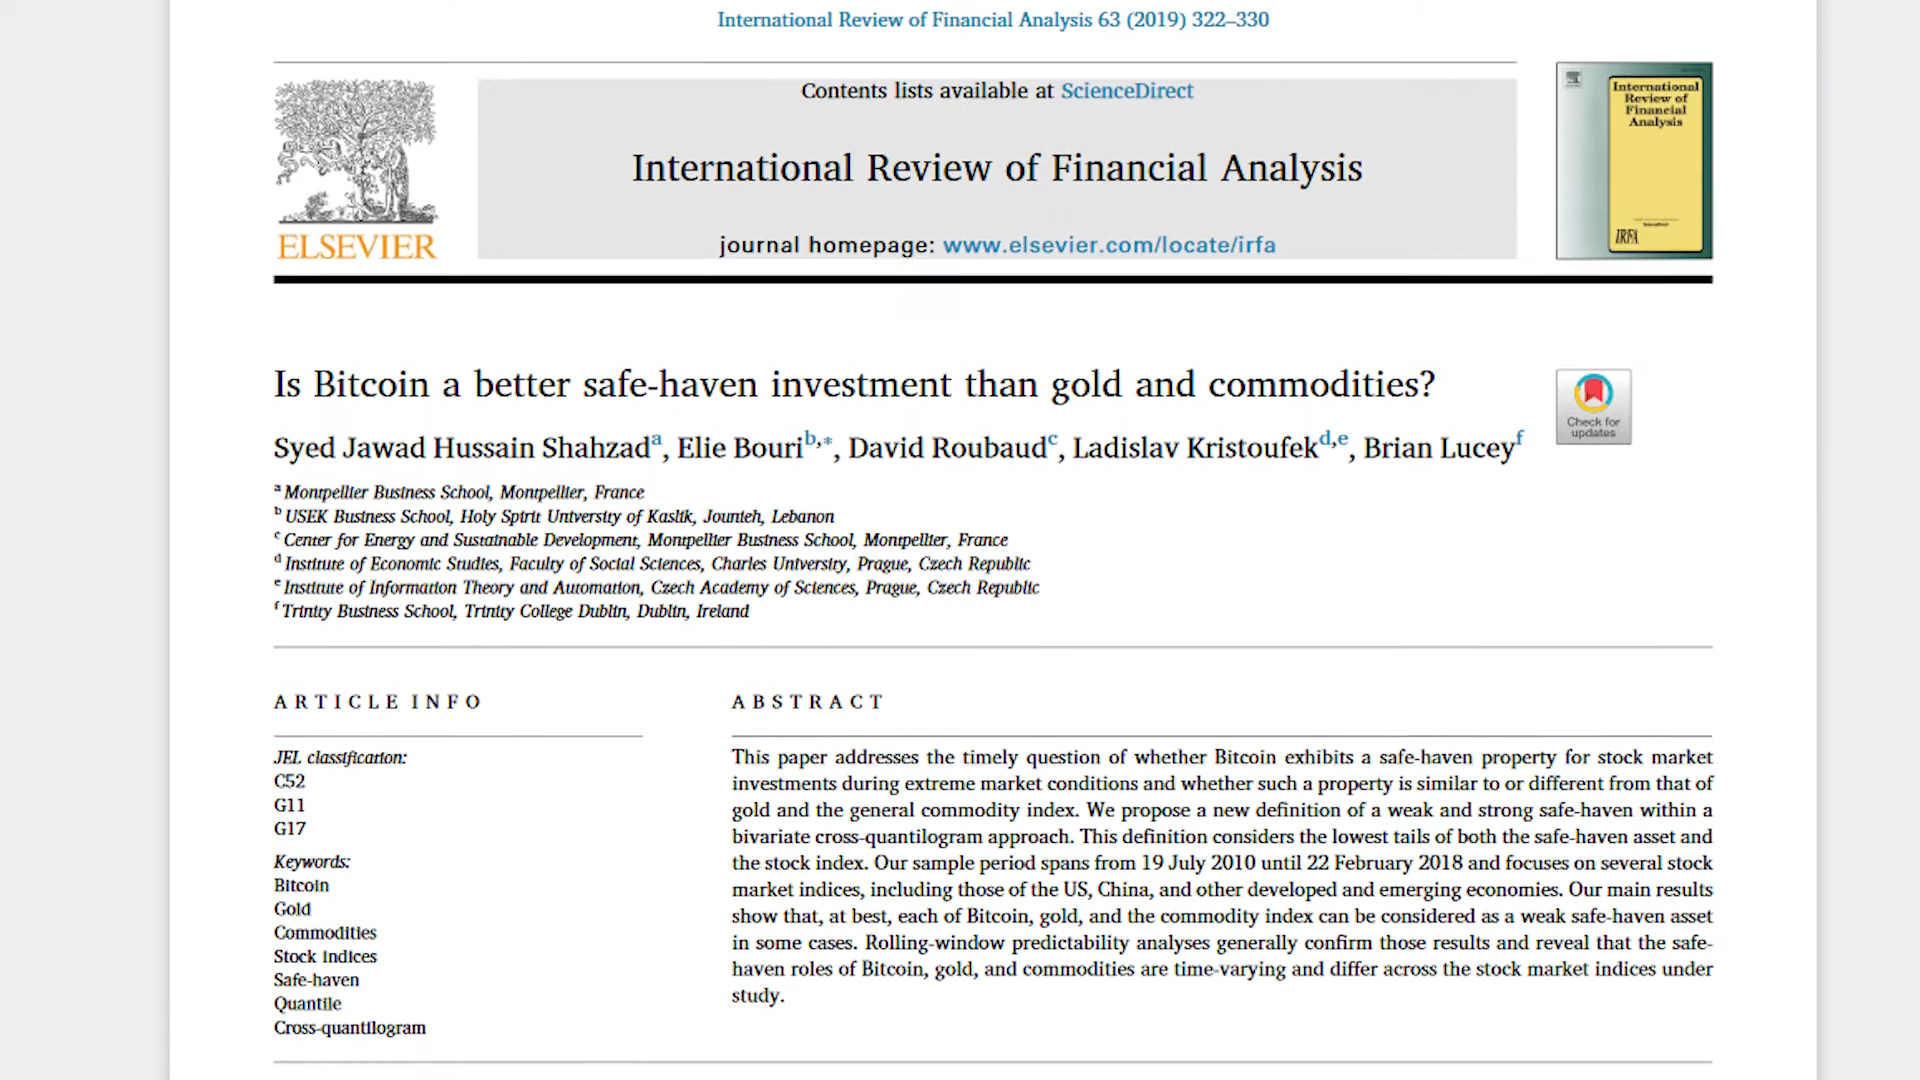 International Review of Financial Analysis 63 (2019) 322–330
Contents lists available at ScienceDirect
International Review of Financial Analysis
journal homepage: www.elsevier.com/locate/irfa
ELSEVIER
International
Review of
Financial
Analysis
IRFA
Is Bitcoin a better safe-haven investment than gold and commodities?
Check for
updates
Syed Jawad Hussain Shahzad a, Elie Bouri b,*, David Roubaud c, Ladislav Kristoufek d,e, Brian Lucey f
a Montpellier Business School, Montpellier, France
b USEK Business School, Holy Spirit University of Kaslik, Jounieh, Lebanon
c Center for Energy and Sustainable Development, Montpellier Business School, Montpellier, France
d Institute of Economic Studies, Faculty of Social Sciences, Charles University, Prague, Czech Republic
e Institute of Information Theory and Automation, Czech Academy of Sciences, Prague, Czech Republic
f Trinity Business School, Trinity College Dublin, Dublin, Ireland
ARTICLE INFO
JEL classification:
C52
G11
G17
Keywords:
Bitcoin
Gold
Commodities
Stock indices
Safe-haven
Quantile
Cross-quantilogram
ABSTRACT
This paper addresses the timely question of whether Bitcoin exhibits a safe-haven property for stock market
investments during extreme market conditions and whether such a property is similar to or different from that of
gold and the general commodity index. We propose a new definition of a weak and strong safe-haven within a
bivariate cross-quantilogram approach. This definition considers the lowest tails of both the safe-haven asset and
the stock index. Our sample period spans from 19 July 2010 until 22 February 2018 and focuses on several stock
market indices, including those of the US, China, and other developed and emerging economies. Our main results
show that, at best, each of Bitcoin, gold, and the commodity index can be considered as a weak safe-haven asset
in some cases. Rolling-window predictability analyses generally confirm those results and reveal that the safe-
haven roles of Bitcoin, gold, and commodities are time-varying and differ across the stock market indices under
study.